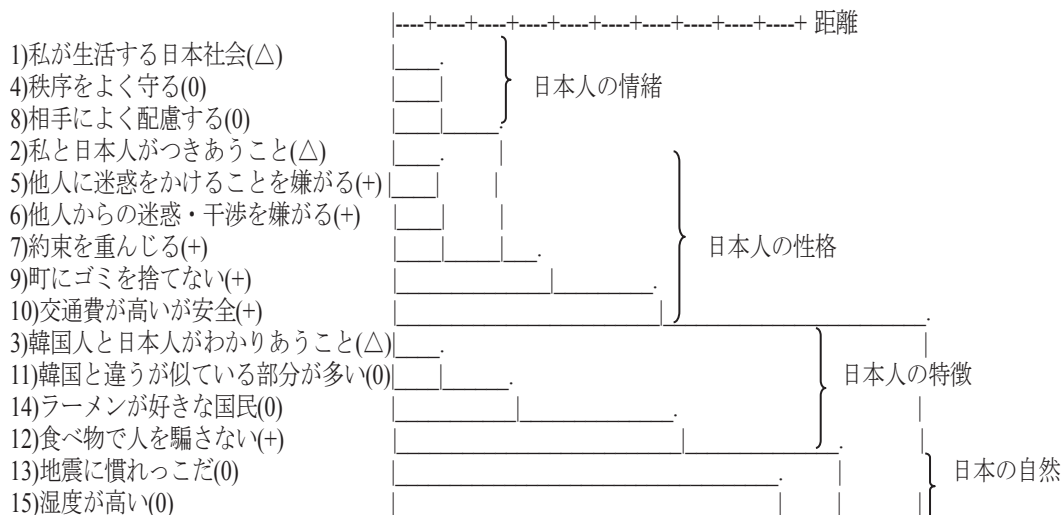 |----+----+----+----+----+----+----+----+----+ 距離
1)私が生活する日本社会(△)
4)秩序をよく守る(0)
日本人の情緒
8)相手によく配慮する(0)
2)私と日本人がつきあうこと(△)
5)他人に迷惑をかけることを嫌がる(+)
6)他人からの迷惑・干渉を嫌がる(+)
7)約束を重んじる(+)
日本人の性格
9)町にゴミを捨てない(+)
10)交通費が高いが安全(+)
3)韓国人と日本人がわかりあうこと(△)
11)韓国と違うが似ている部分が多い(0)
日本人の特徴
14)ラーメンが好きな国民(0)
12)食べ物で人を騙さない(+)
13)地震に慣れっこだ(0)
日本の自然
15)湿度が高い(0)